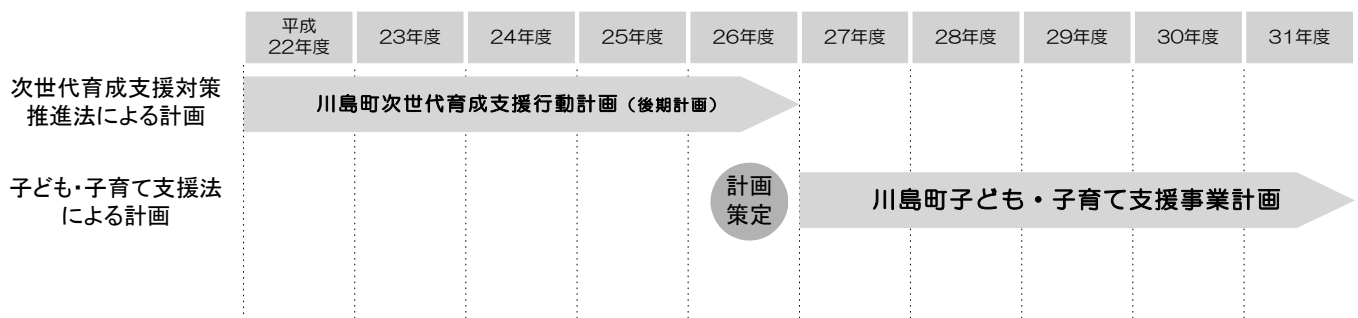 平成
22年度
23年度
24年度
25年度
26年度
27年度
28年度
29年度
30年度
31年度
次世代育成支援対策
推進法による計画
川島町次世代育成支援行動計画（後期計画）
子ども・子育て支援法
による計画
計画
策定
川島町子ども・子育て支援事業計画